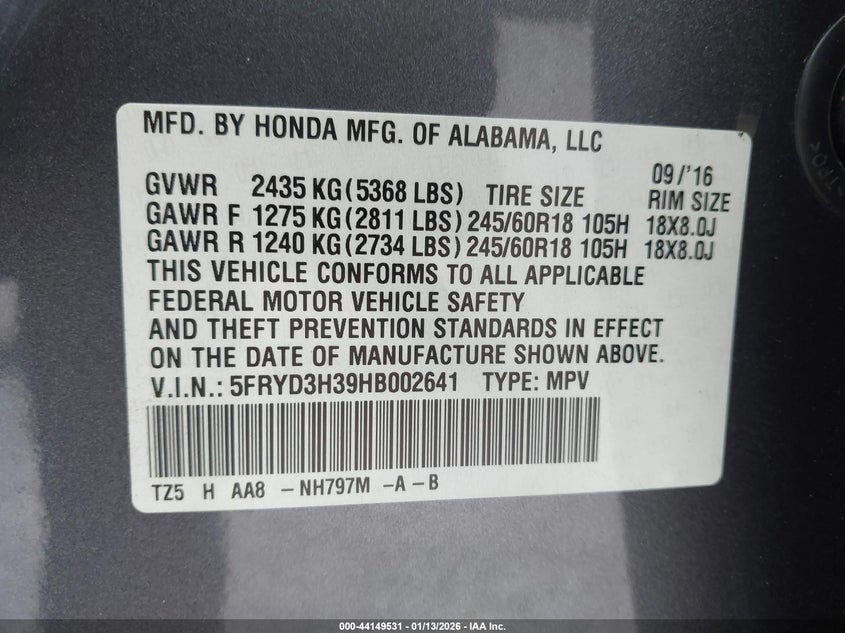 MFD. BY HONDA MFG. OF ALABAMA, LLC
09/'16
GVWR 2435 KG(5368 LBS) TIRE SIZE RIM SIZE
GAWR F 1275 KG(2811 LBS) 245/60R18 105H 18X8.0J
GAWR R 1240 KG(2734 LBS) 245/60R18 105H 18X8.0J
THIS VEHICLE CONFORMS TO ALL APPLICABLE
FEDERAL MOTOR VEHICLE SAFETY
AND THEFT PREVENTION STANDARDS IN EFFECT
ON THE DATE OF MANUFACTURE SHOWN ABOVE.
V.I.N.: 5FRYD3H39HB002641 TYPE: MPV
TZ5 H AA8 -NH797M -A -B
>TPO<
000-44149531 - 01/13/2026 - IAA Inc.